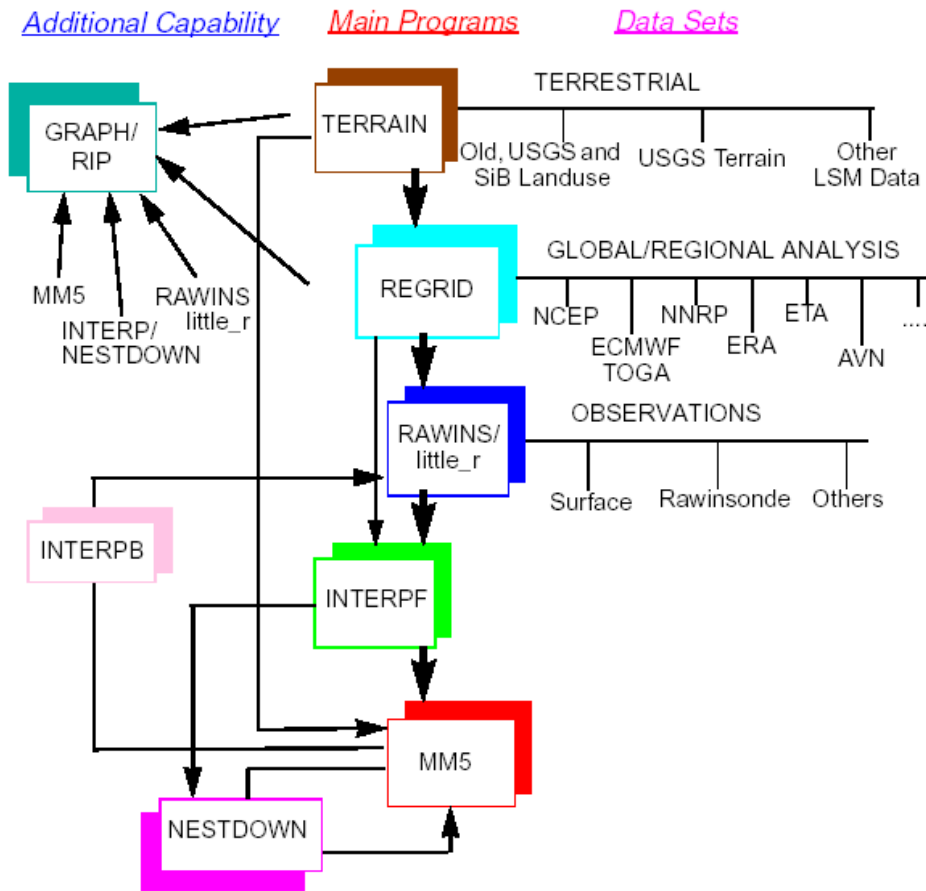 Additional Capability
Main Programs
Data Sets
TERRESTRIAL
GRAPH/
RIP
TERRAIN
Old, USGS and
SiB Landuse
USGS Terrain
Other
LSM Data
GLOBAL/REGIONAL ANALYSIS
MM5
INTERP/
NESTDOWN
RAWINS
little_r
REGRID
NCEP
ECMWF
TOGA
NNRP
ERA
ETA
AVN
....
OBSERVATIONS
RAWINS/
little_r
Surface
Rawinsonde
Others
INTERPB
INTERPF
MM5
NESTDOWN